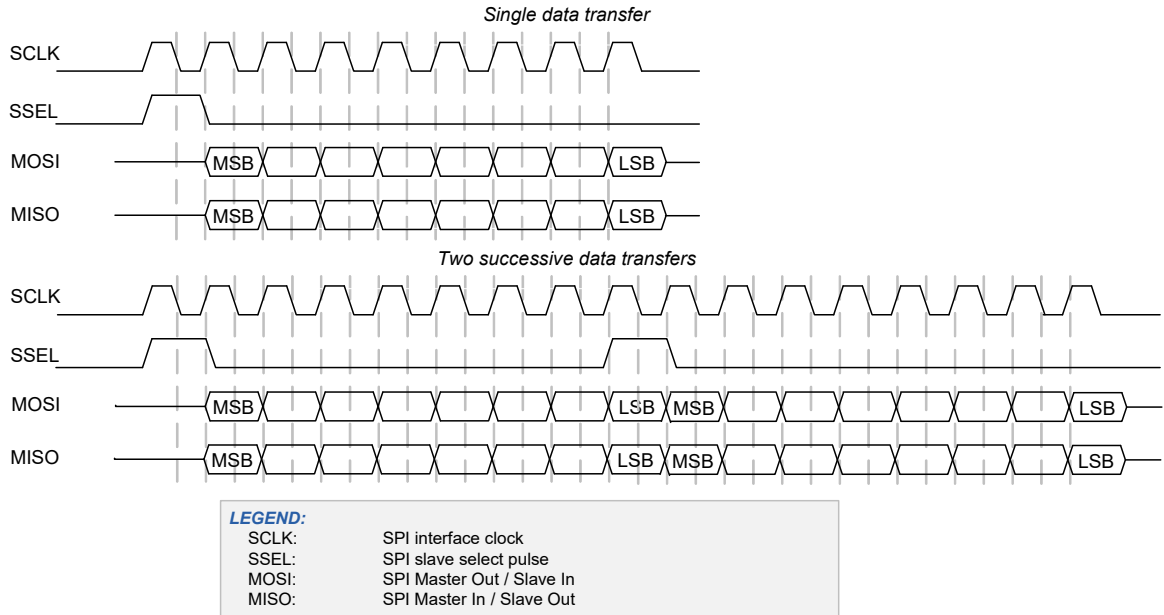 Single data transfer
SCLK
SSEL
MOSI MSB LSB
MISO MSB LSB
Two successive data transfers
SCLK
SSEL
MOSI MSB LSB MSB LSB
MISO MSB LSB MSB LSB
LEGEND:
SCLK: SPI interface clock
SSEL: SPI slave select pulse
MOSI: SPI Master Out / Slave In
MISO: SPI Master In / Slave Out